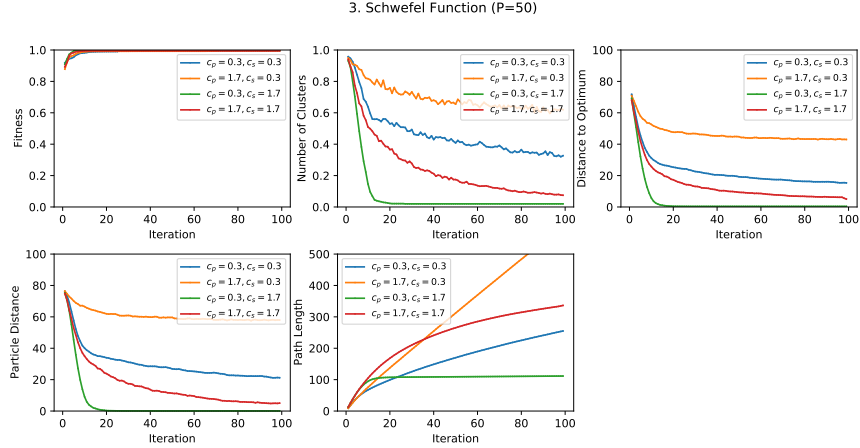 3. Schwefel Function (P=50)
Fitness
1.0
0.8
0.6
0.4
0.2
0.0
0 20 40 60 80 100
Iteration
c_p = 0.3, c_s = 0.3
c_p = 1.7, c_s = 0.3
c_p = 0.3, c_s = 1.7
c_p = 1.7, c_s = 1.7
Number of Clusters
1.0
0.8
0.6
0.4
0.2
0.0
0 20 40 60 80 100
Iteration
c_p = 0.3, c_s = 0.3
c_p = 1.7, c_s = 0.3
c_p = 0.3, c_s = 1.7
c_p = 1.7, c_s = 1.7
Distance to Optimum
100
80
60
40
20
0
0 20 40 60 80 100
Iteration
c_p = 0.3, c_s = 0.3
c_p = 1.7, c_s = 0.3
c_p = 0.3, c_s = 1.7
c_p = 1.7, c_s = 1.7
Particle Distance
100
80
60
40
20
0
0 20 40 60 80 100
Iteration
c_p = 0.3, c_s = 0.3
c_p = 1.7, c_s = 0.3
c_p = 0.3, c_s = 1.7
c_p = 1.7, c_s = 1.7
Path Length
500
400
300
200
100
0
0 20 40 60 80 100
Iteration
c_p = 0.3, c_s = 0.3
c_p = 1.7, c_s = 0.3
c_p = 0.3, c_s = 1.7
c_p = 1.7, c_s = 1.7